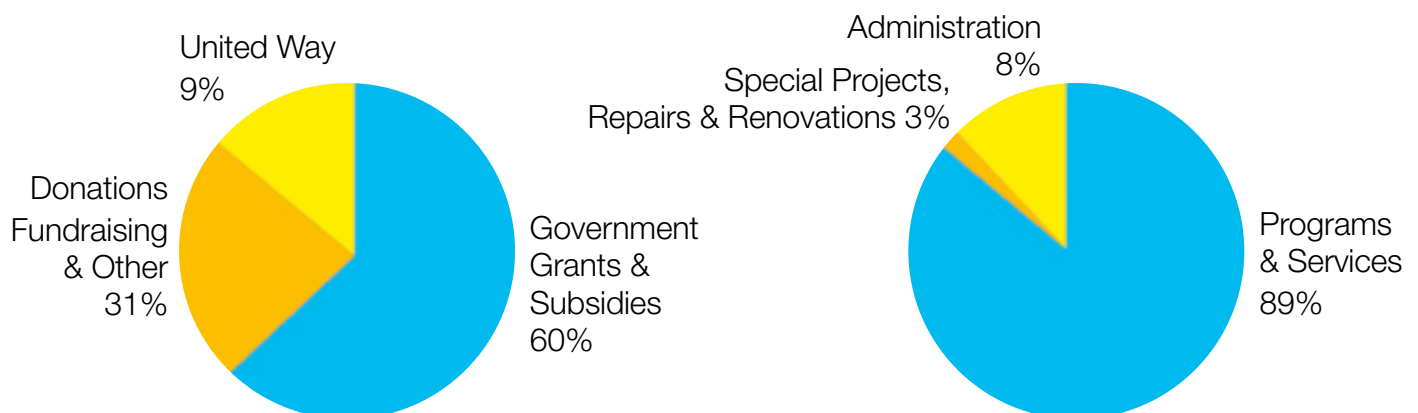 United Way
9%
Donations
Fundraising
& Other
31%
Government
Grants &
Subsidies
60%
Administration
8%
Special Projects,
Repairs & Renovations 3%
Programs
& Services
89%